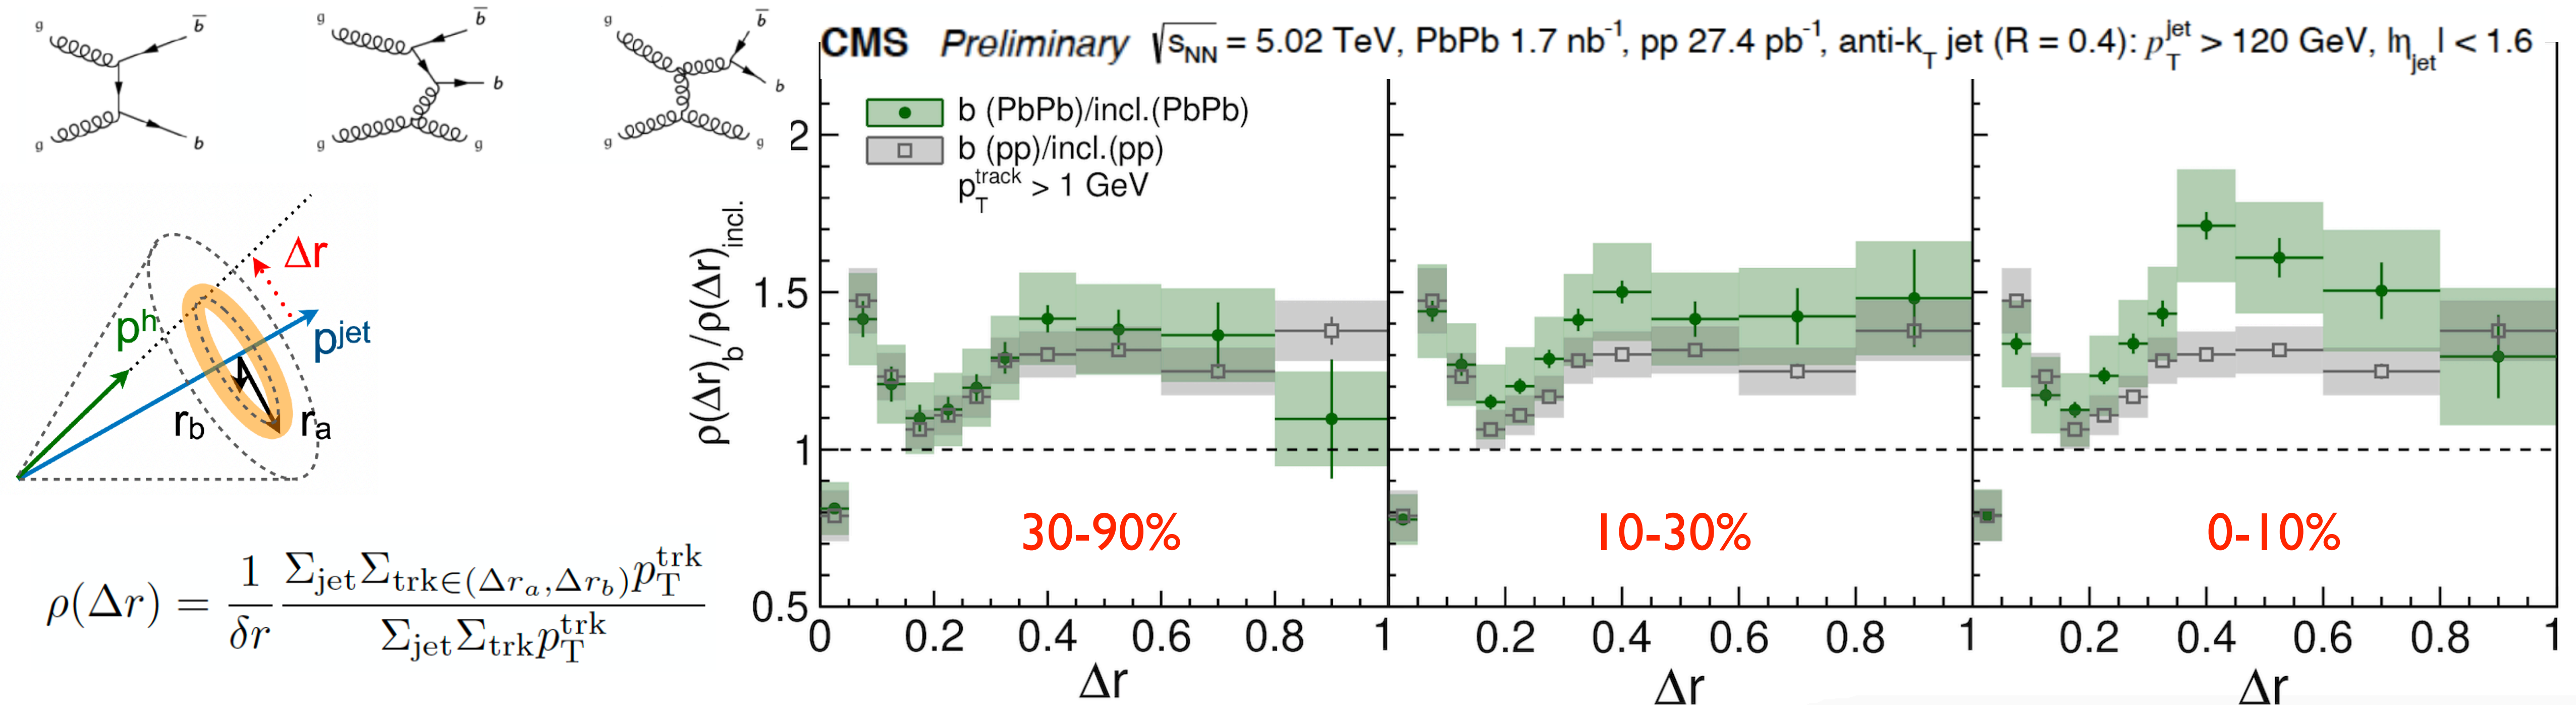 g b̅ g b̅ g b̅
b b
g b g g g g
CMS Preliminary √s_NN = 5.02 TeV, PbPb 1.7 nb⁻¹, pp 27.4 pb⁻¹, anti-k_T jet (R = 0.4): p_T^jet > 120 GeV, |η_jet| < 1.6
b (PbPb)/incl.(PbPb)
b (pp)/incl.(pp)
p_T^track > 1 GeV
ρ(Δr)_b/ρ(Δr)_incl.
2
1.5
1
0.5
30-90% 10-30% 0-10%
0 0.2 0.4 0.6 0.8 1 0.2 0.4 0.6 0.8 1 0.2 0.4 0.6 0.8 1
Δr Δr Δr
Δr
p^h
p^jet
r_b r_a
ρ(Δr) = 1/δr Σ_jet Σ_trk∈(Δr_a,Δr_b) p_T^trk / Σ_jet Σ_trk p_T^trk